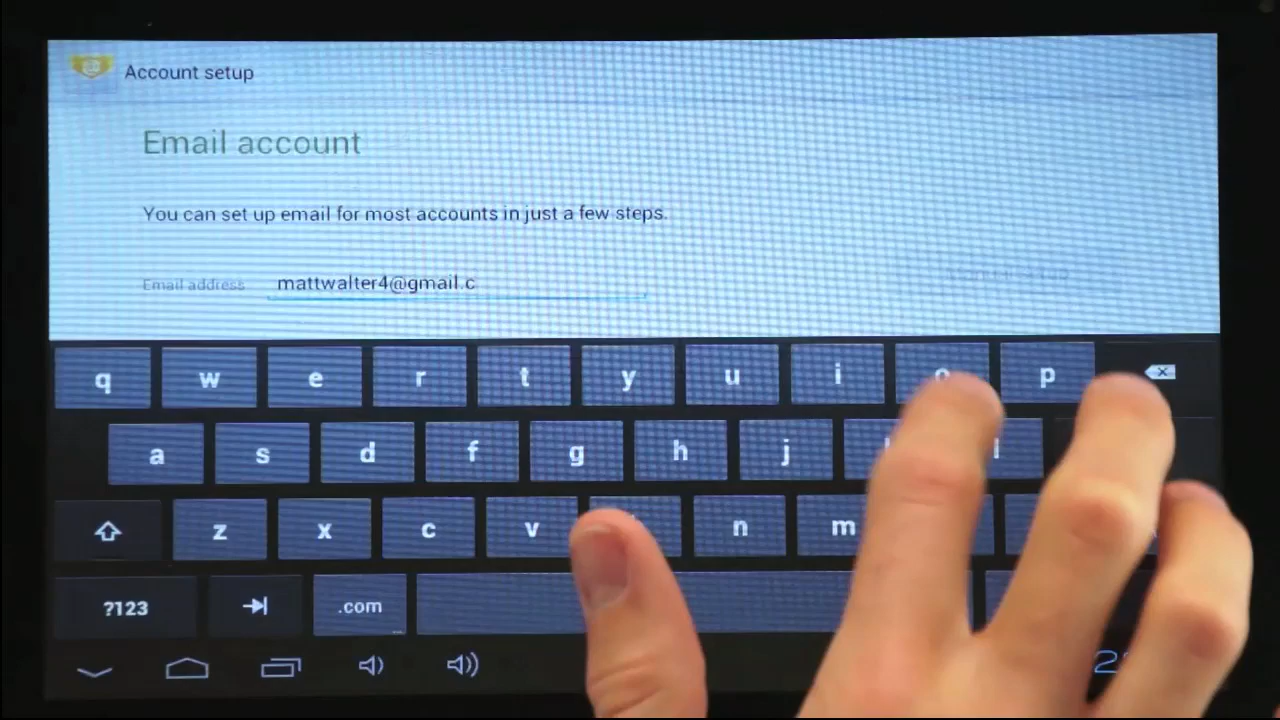 Account setup
Email account
You can set up email for most accounts in just a few steps.
Email address mattwalter4@gmail.c
q w e r t y u i o p
a s d f g h j l
z x c v n m
?123 .com
2